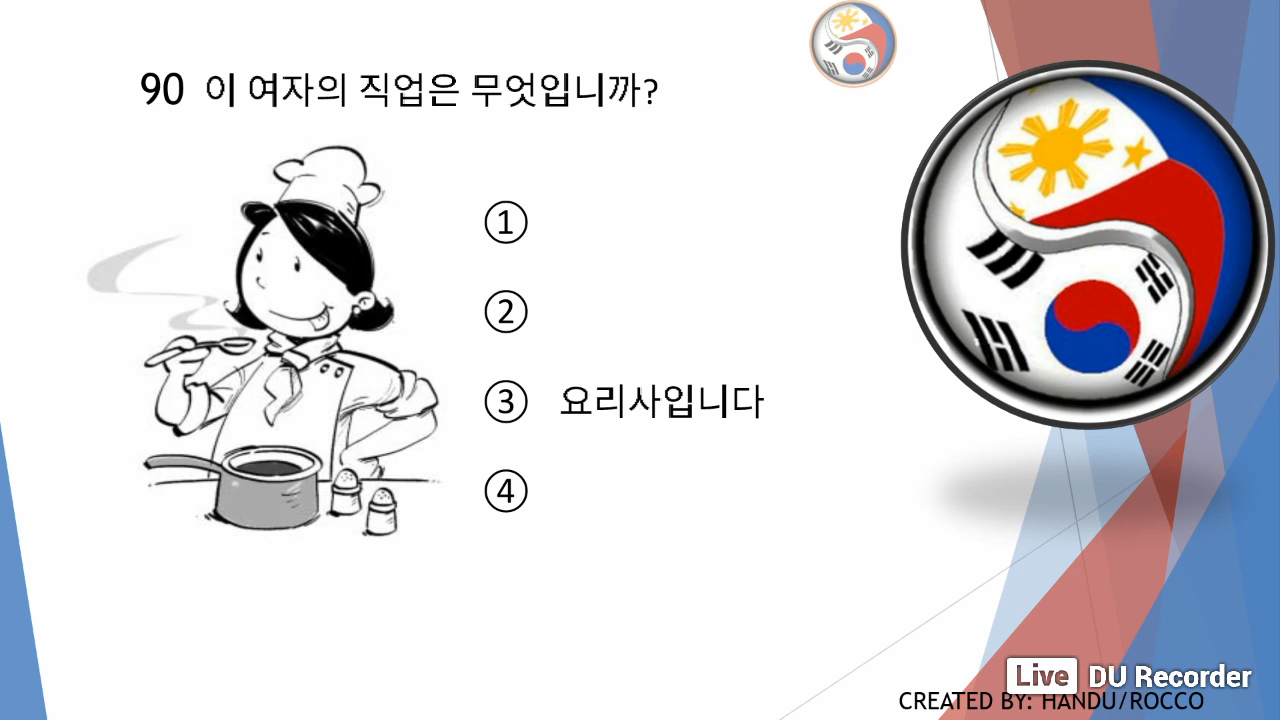 90 이 여자의 직업은 무엇입니까?
①
②
③ 요리사입니다
④
Live DU Recorder
CREATED BY: HANDU/ROCCO